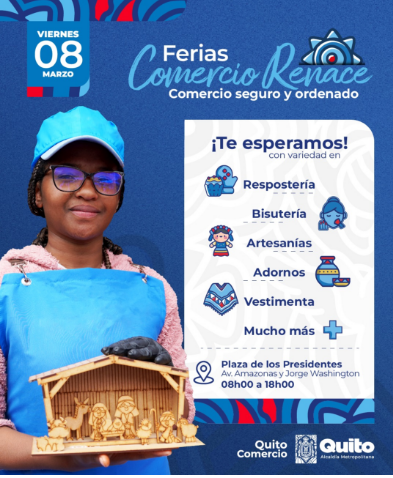 VIERNES
08
MARZO
Ferias
Comercio Renace
Comercio seguro y ordenado
¡Te esperamos!
con variedad en
Respostería
Bisutería
Artesanías
Adornos
Vestimenta
Mucho más
Plaza de los Presidentes
Av. Amazonas y Jorge Washington
08h00 a 18h00
Quito
Comercio
Quito
Alcaldía Metropolitana